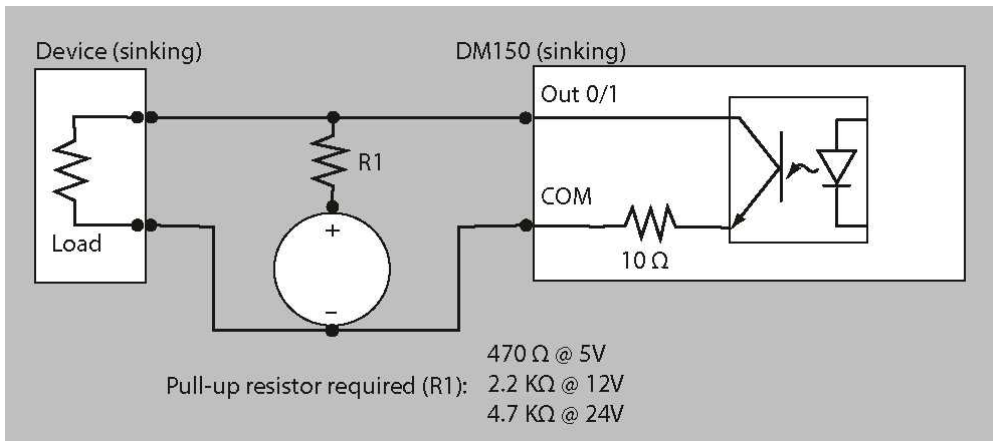 Device (sinking)
DM150 (sinking)
Out 0/1
R1
COM
+
Load
10 Ω
−
470 Ω @ 5V
Pull-up resistor required (R1): 2.2 KΩ @ 12V
4.7 KΩ @ 24V